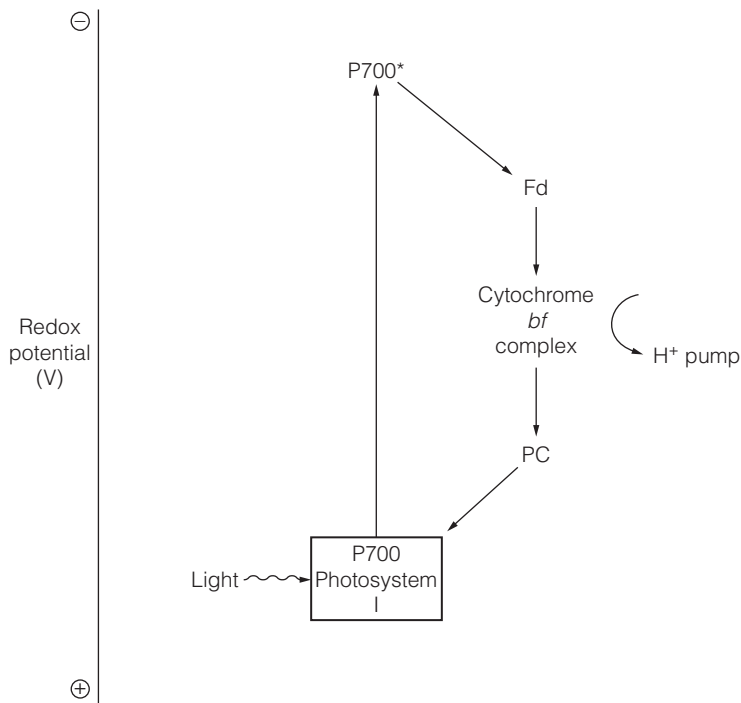 ⊖
P700*
Fd
Cytochrome
bf
complex
Redox
potential
(V)
H⁺ pump
PC
P700
Light
Photosystem
I
⊕